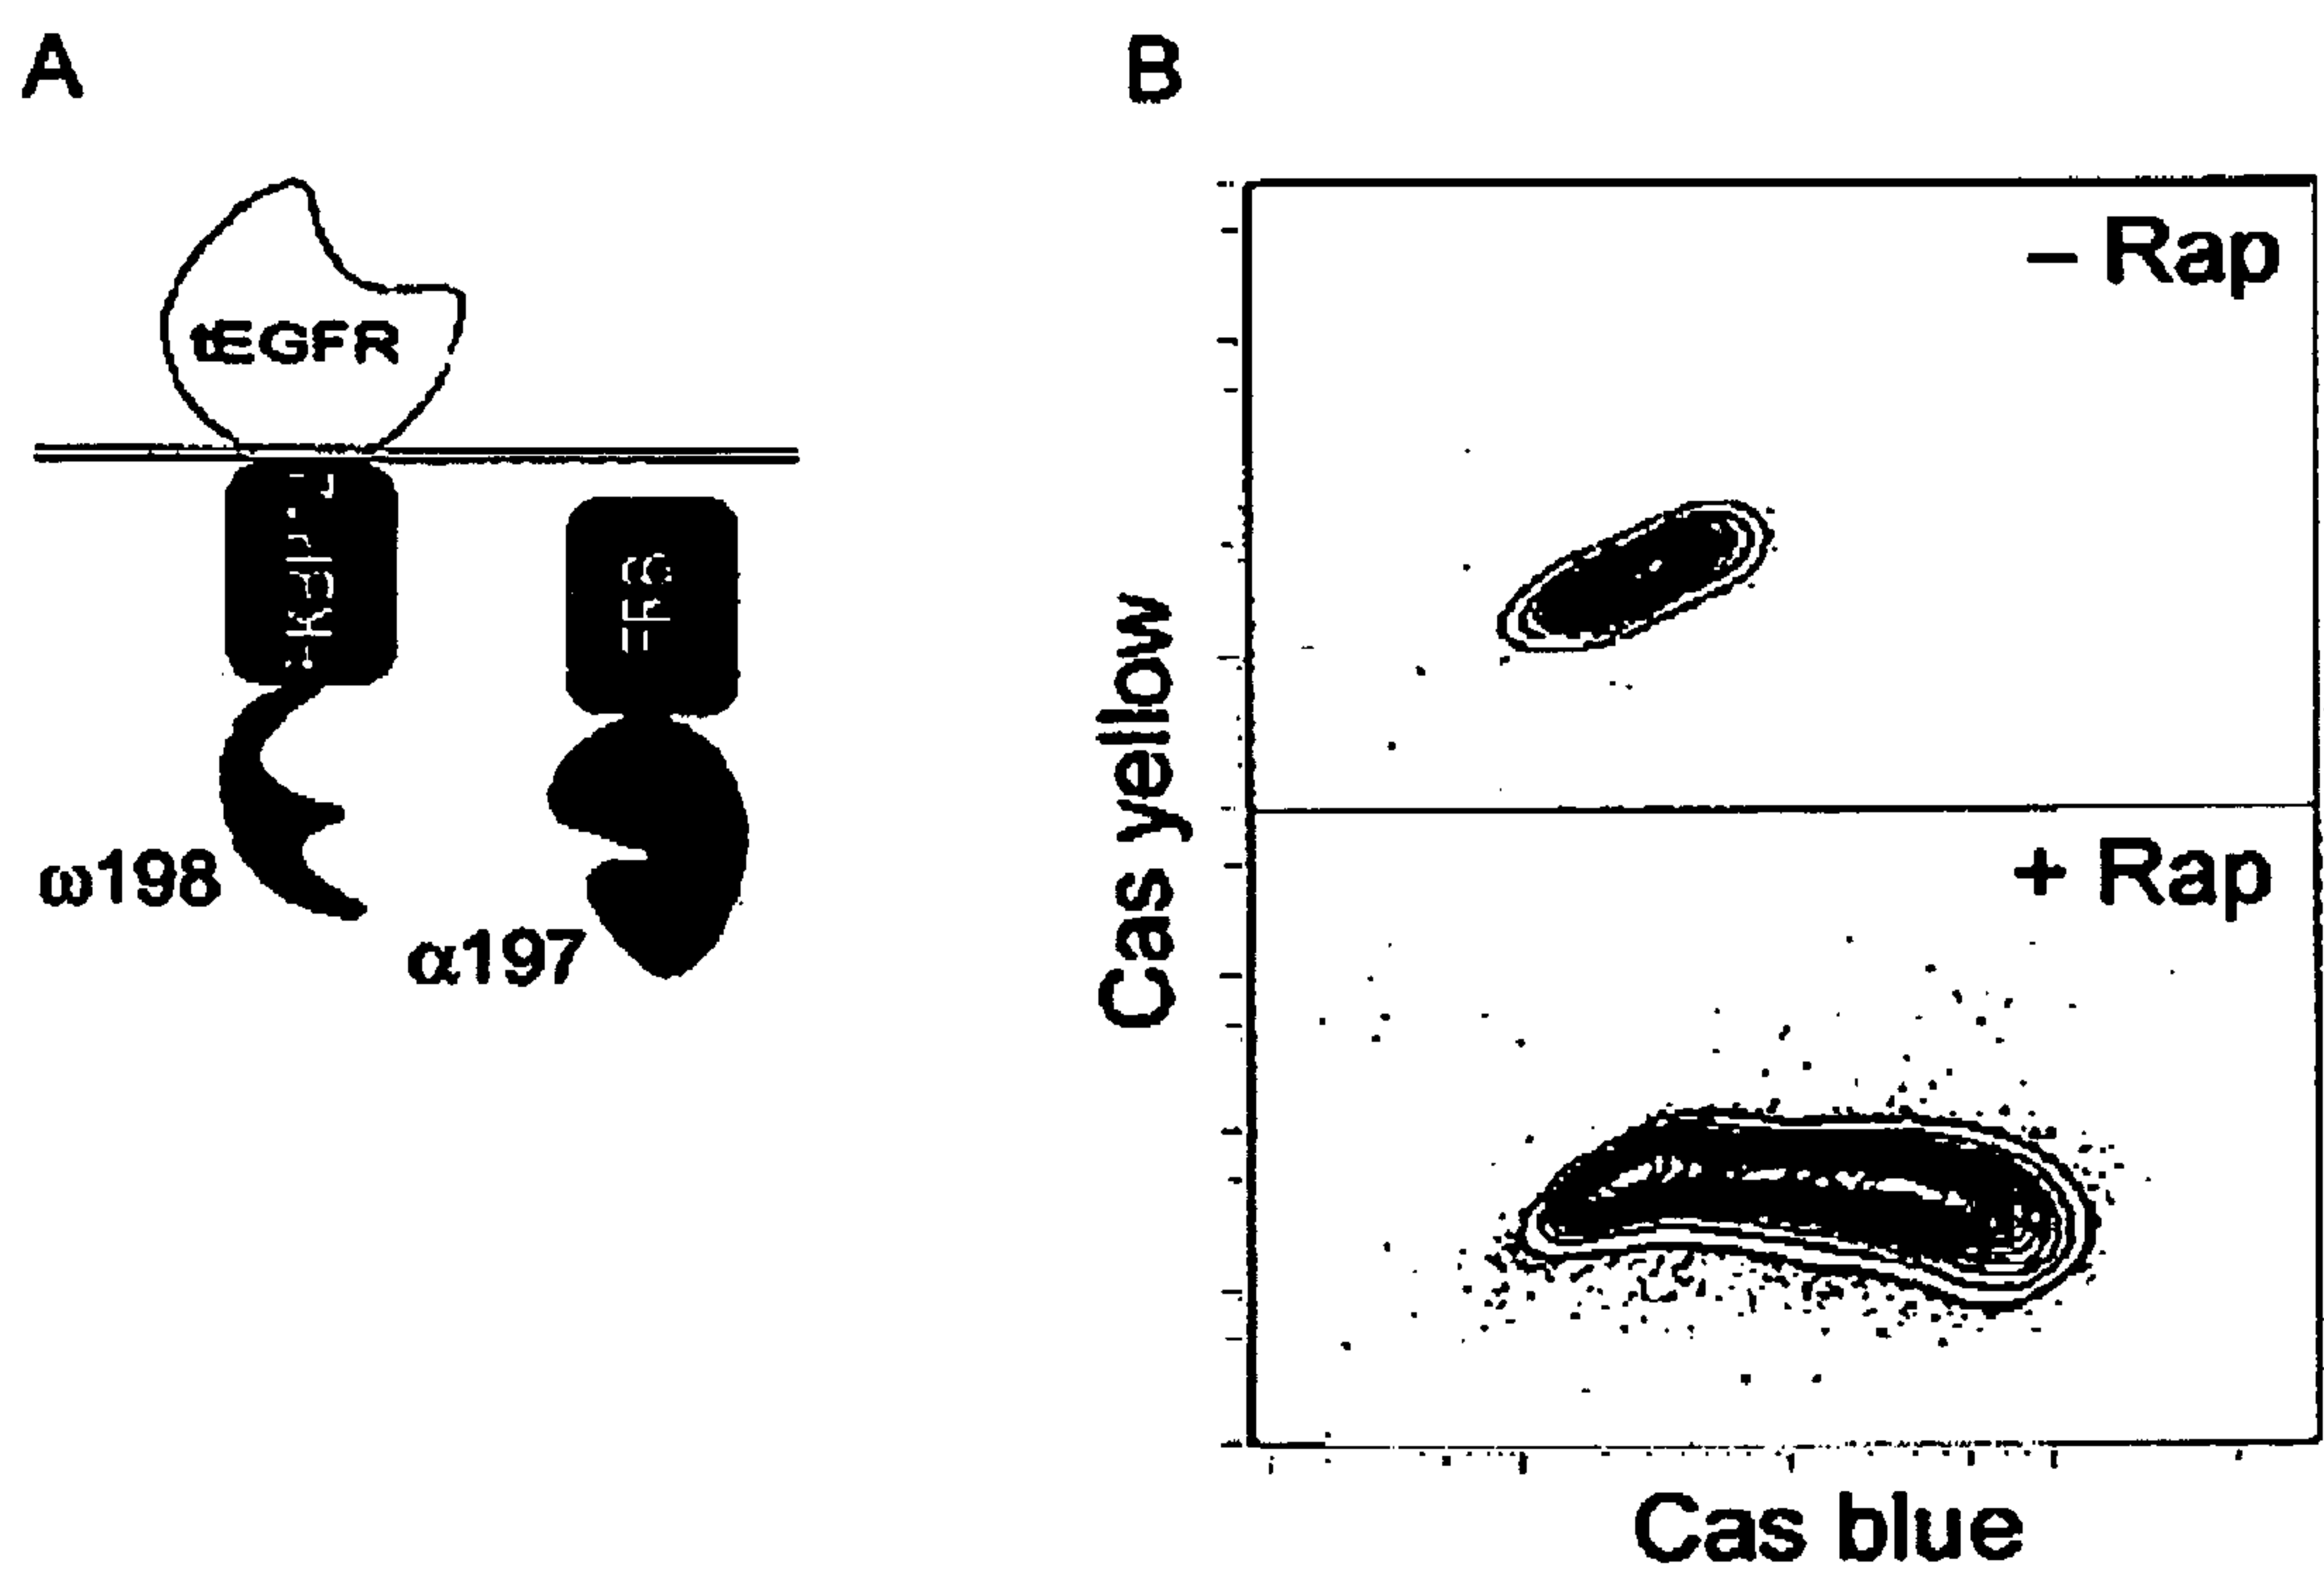 A
B
tEGFR
ω198
α197
– Rap
+ Rap
Cas yellow
Cas blue